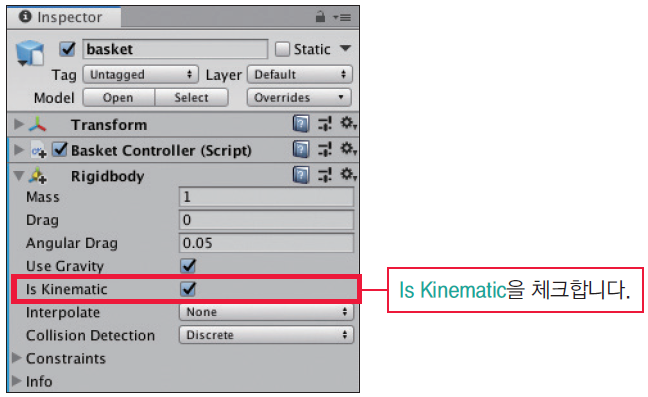 Inspector
basket Static
Tag Untagged Layer Default
Model Open Select Overrides
Transform
Basket Controller (Script)
Rigidbody
Mass 1
Drag 0
Angular Drag 0.05
Use Gravity
Is Kinematic
Is Kinematic을 체크합니다.
Interpolate None
Collision Detection Discrete
Constraints
Info